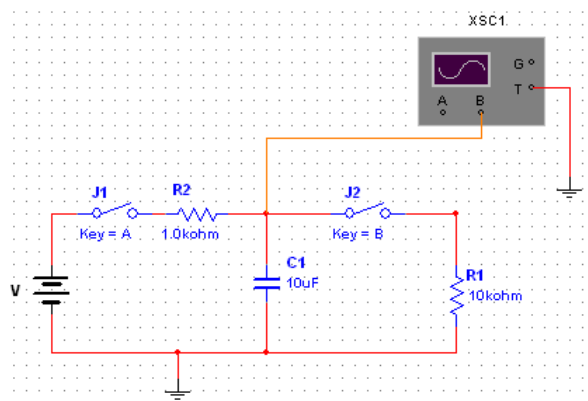 XSC1
G
T
A B
J1 R2 J2
Key = A 1.0kohm Key = B
C1
10uF
R1
10kohm
V